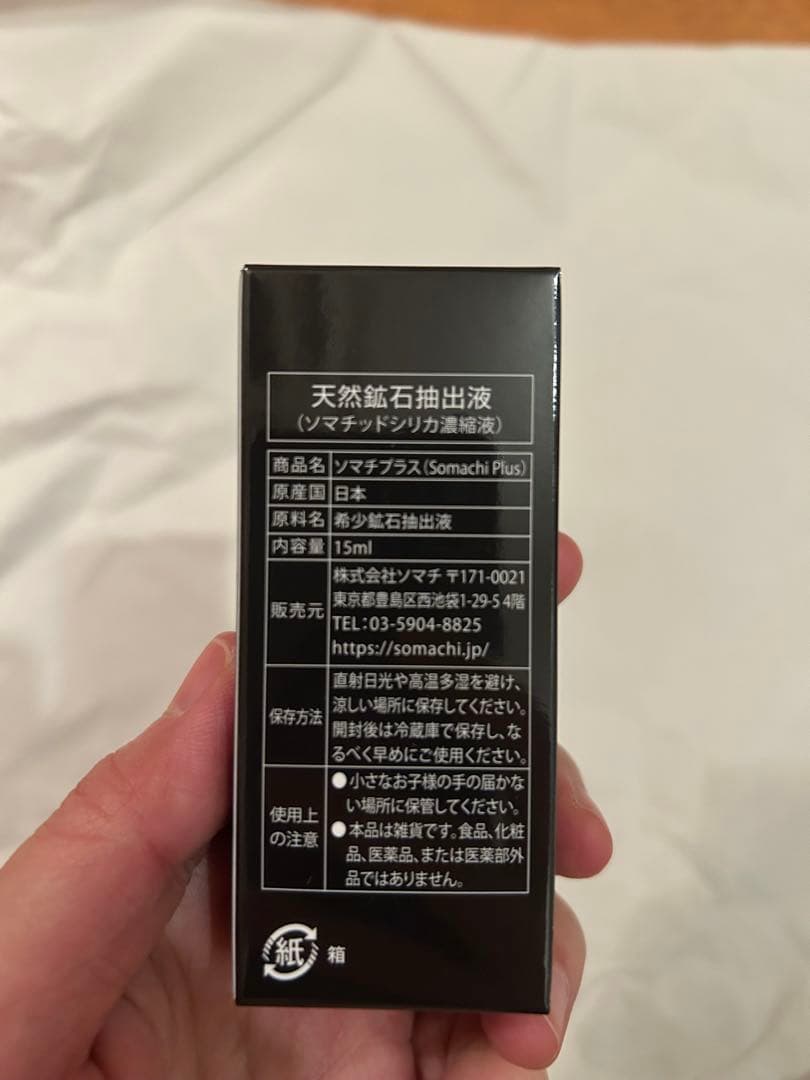 天然鉱石抽出液
(ソマチッドシリカ濃縮液)
商品名 ソマチプラス(Somachi Plus)
原産国 日本
原料名 希少鉱石抽出液
内容量 15ml
販売元 株式会社ソマチ 〒171-0021
東京都豊島区西池袋1-29-5 4階
TEL:03-5904-8825
https://somachi.jp/
保存方法 直射日光や高温多湿を避け、
涼しい場所に保存してください。
開封後は冷蔵庫で保存し、な
るべく早めにご使用ください。
使用上
の注意
●小さなお子様の手の届かな
い場所に保管してください。
●本品は雑貨です。食品、化粧
品、医薬品、または医薬部外
品ではありません。
紙 箱